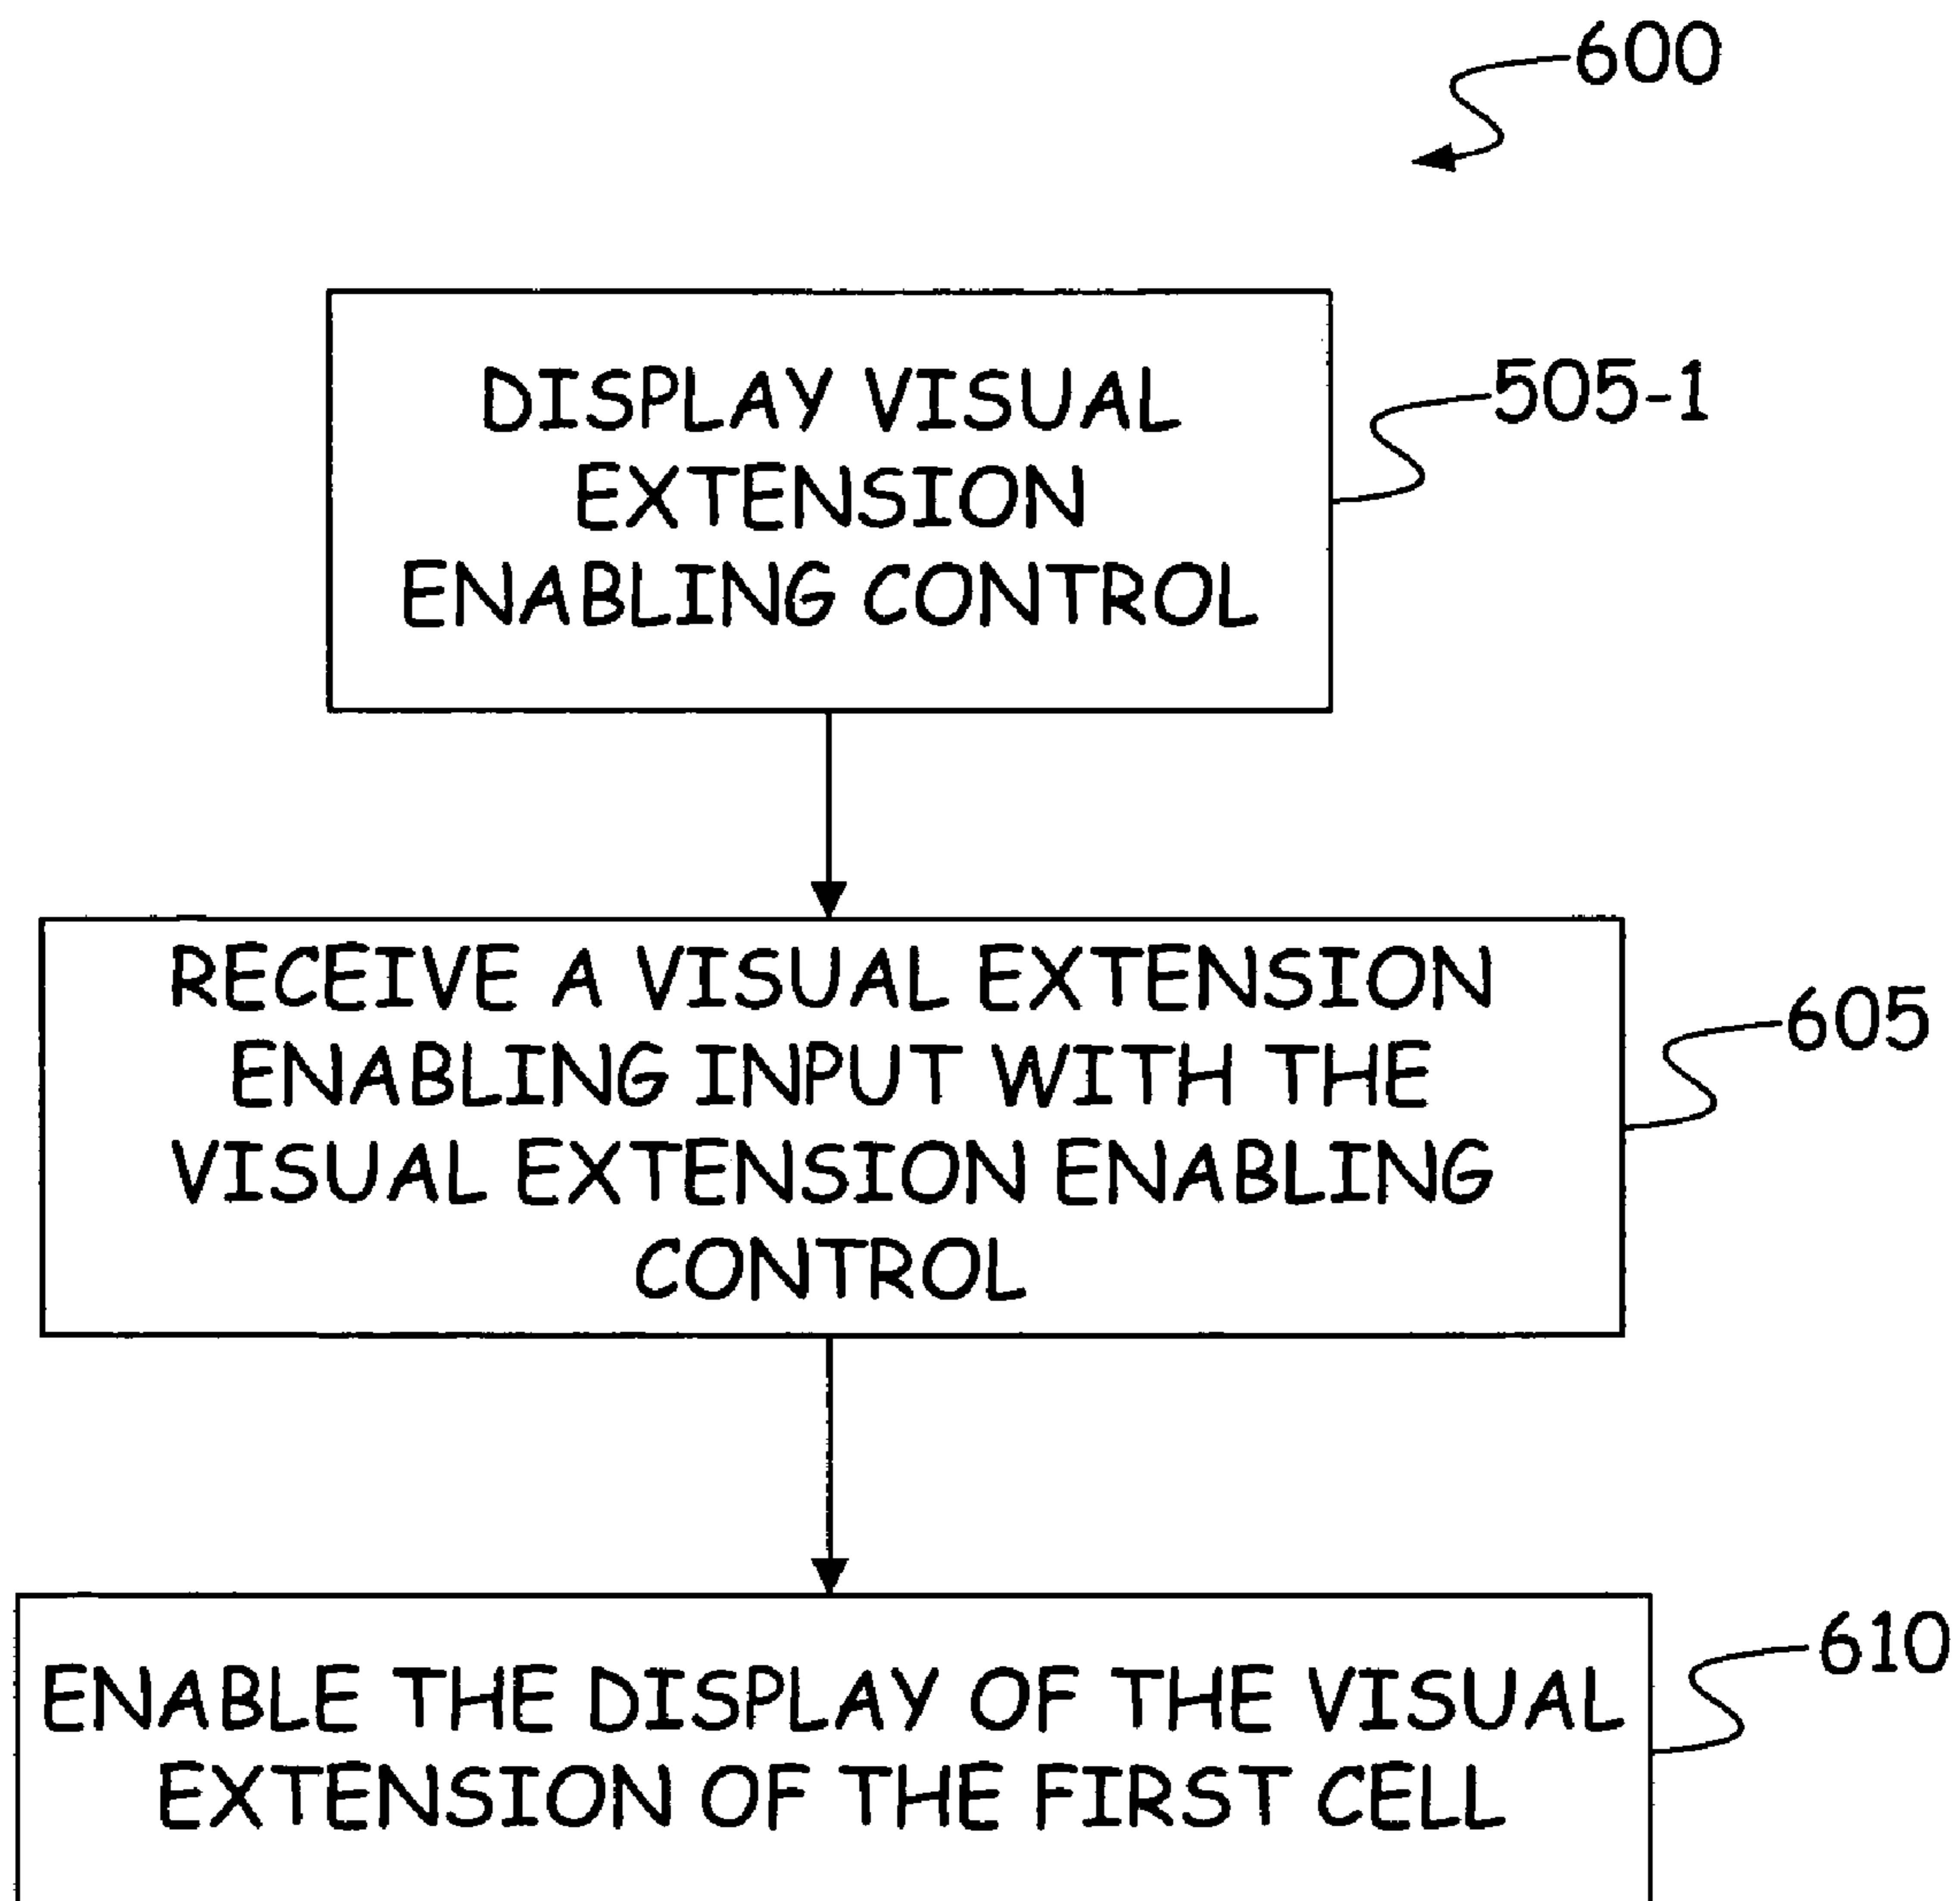 600
DISPLAY VISUAL
EXTENSION
ENABLING CONTROL
505-1
RECEIVE A VISUAL EXTENSION
ENABLING INPUT WITH THE
VISUAL EXTENSION ENABLING
CONTROL
605
ENABLE THE DISPLAY OF THE VISUAL
EXTENSION OF THE FIRST CELL
610